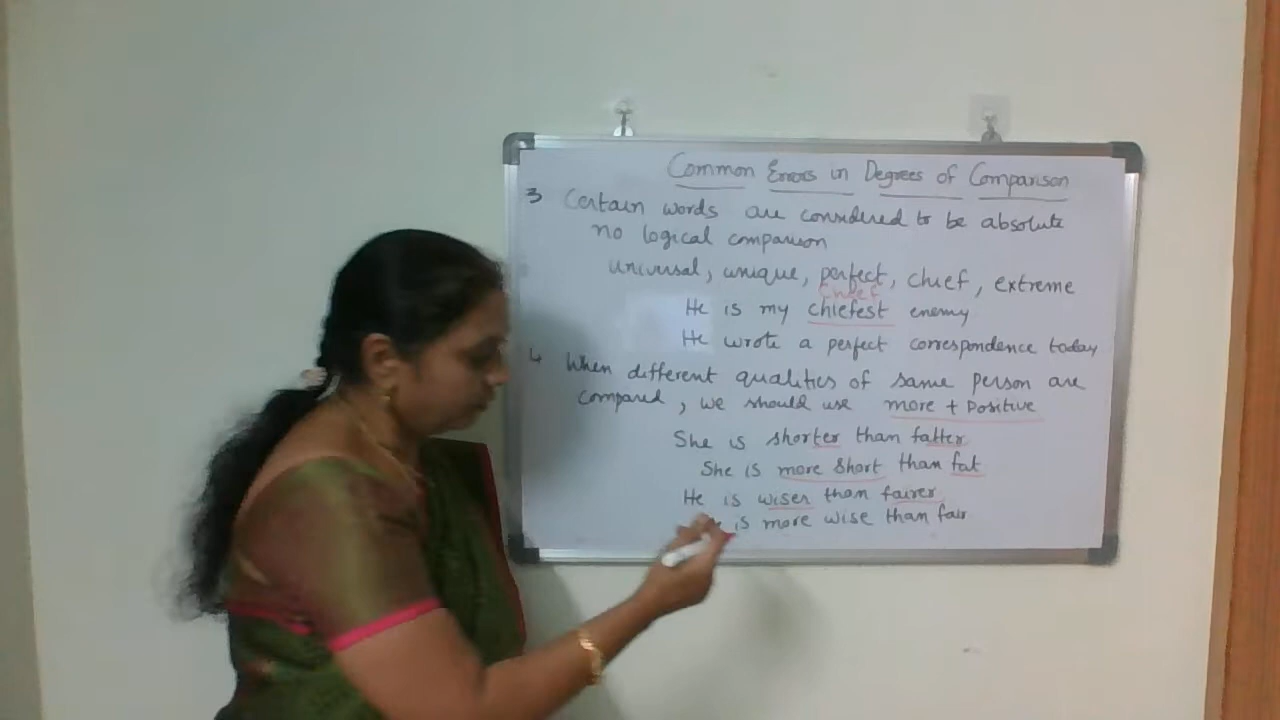 Common Errors in Degrees of Comparison
3 Certain words are considered to be absolute
no logical comparison
universal, unique, perfect, chief, extreme
chief
He is my chiefest enemy
He wrote a perfect correspondence today
4 When different qualities of same person are
compared, we should use more + Positive
She is shorter than fatter
She is more short than fat
He is wiser than fairer
is more wise than fair